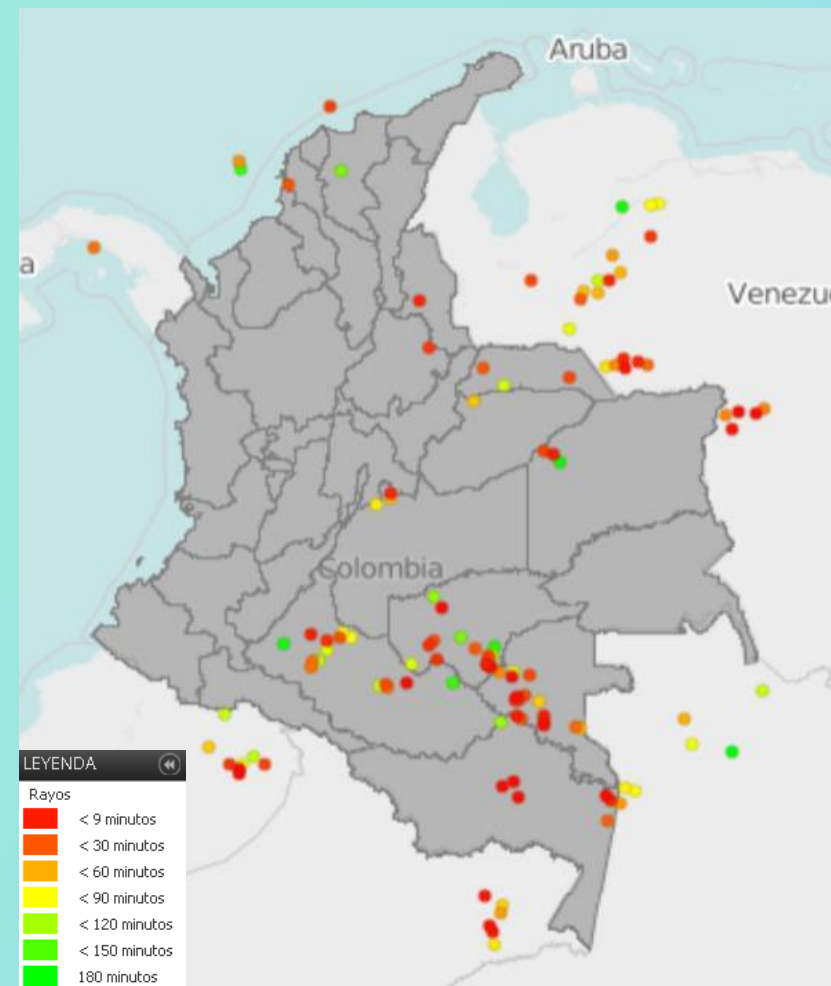 Aruba
a
Venezu
Colombia
LEYENDA
Rayos
< 9 minutos
< 30 minutos
< 60 minutos
< 90 minutos
< 120 minutos
< 150 minutos
180 minutos